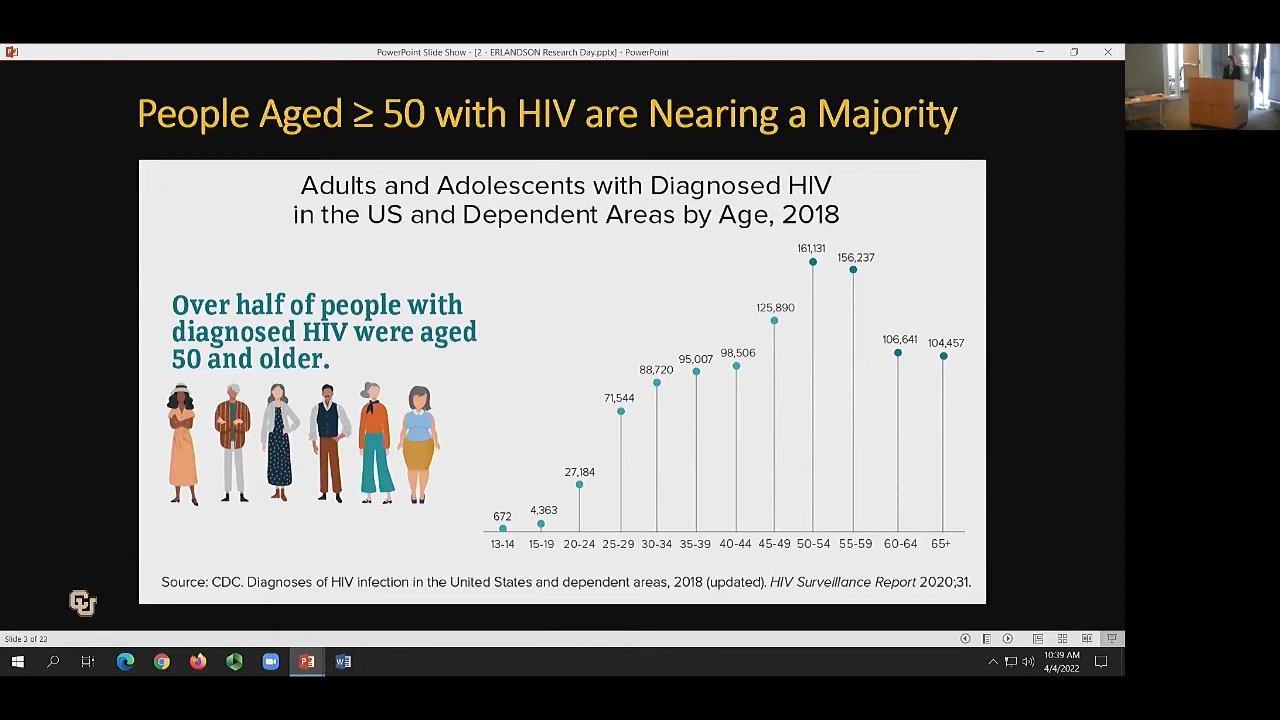 PowerPoint Slide Show - [2 - ERLANDSON Research Day.pptx] - PowerPoint
People Aged ≥ 50 with HIV are Nearing a Majority
Adults and Adolescents with Diagnosed HIV
in the US and Dependent Areas by Age, 2018
Over half of people with
diagnosed HIV were aged
50 and older.
672
4,363
27,184
71,544
88,720
95,007
98,506
125,890
161,131
156,237
106,641
104,457
13-14 15-19 20-24 25-29 30-34 35-39 40-44 45-49 50-54 55-59 60-64 65+
Source: CDC. Diagnoses of HIV infection in the United States and dependent areas, 2018 (updated). HIV Surveillance Report 2020;31.
CU
Slide 3 of 23
10:39 AM
4/4/2022